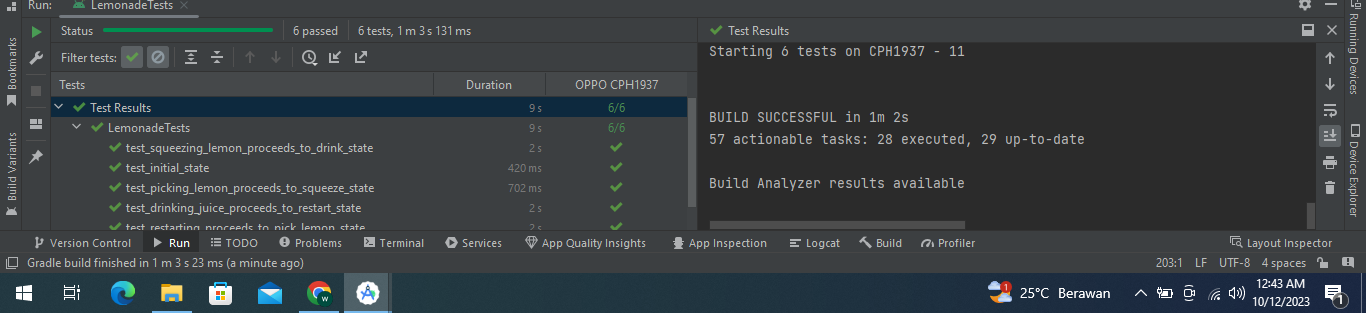 Run: LemonadeTests
Status 6 passed 6 tests, 1 m 3 s 131 ms
Filter tests:
Tests Duration OPPO CPH1937
Test Results 9 s 6/6
LemonadeTests 9 s 6/6
test_squeezing_lemon_proceeds_to_drink_state 2 s
test_initial_state 420 ms
test_picking_lemon_proceeds_to_squeeze_state 702 ms
test_drinking_juice_proceeds_to_restart_state 2 s
test_restarting_proceeds_to_pick_lemon_state 2 s
Test Results
Starting 6 tests on CPH1937 - 11
BUILD SUCCESSFUL in 1m 2s
57 actionable tasks: 28 executed, 29 up-to-date
Build Analyzer results available
Bookmarks
Build Variants
Running Devices
Device Explorer
Version Control Run TODO Problems Terminal Services App Quality Insights App Inspection Logcat Build Profiler Layout Inspector
Gradle build finished in 1 m 3 s 23 ms (a minute ago) 203:1 LF UTF-8 4 spaces
1 25°C Berawan 12:43 AM
10/12/2023 1